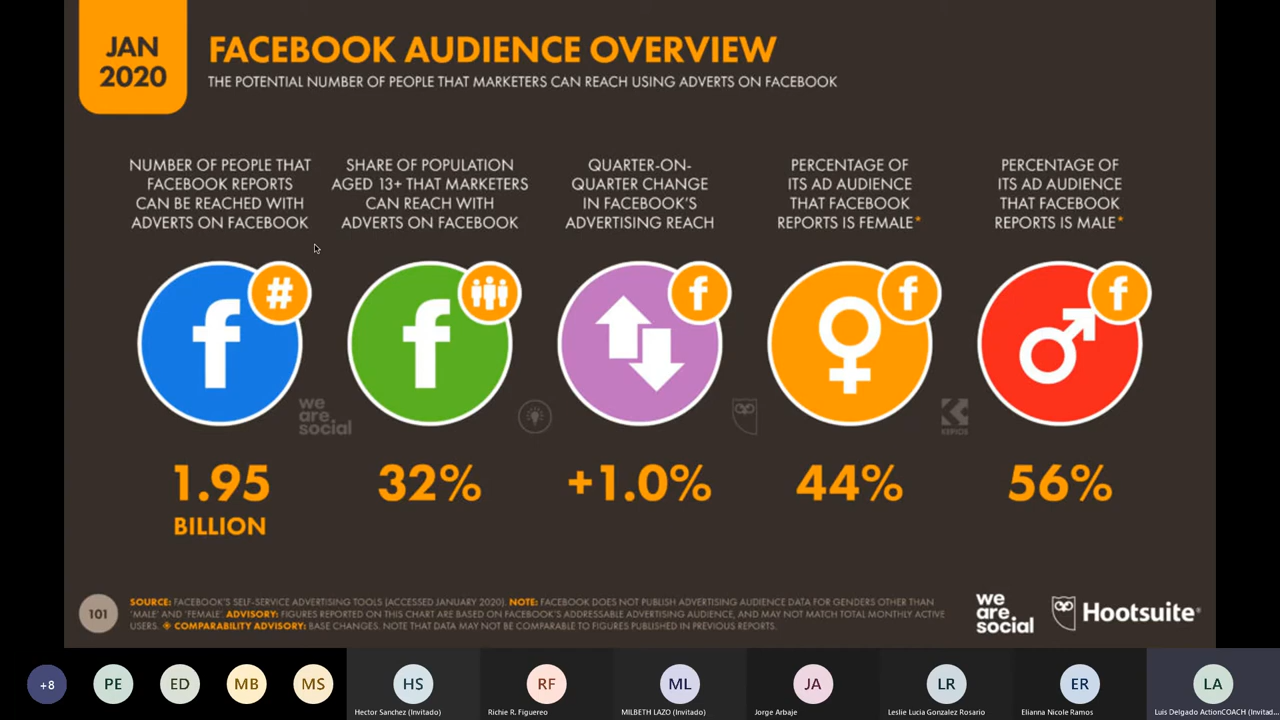 JAN
2020
FACEBOOK AUDIENCE OVERVIEW
THE POTENTIAL NUMBER OF PEOPLE THAT MARKETERS CAN REACH USING ADVERTS ON FACEBOOK
NUMBER OF PEOPLE THAT
FACEBOOK REPORTS
CAN BE REACHED WITH
ADVERTS ON FACEBOOK
SHARE OF POPULATION
AGED 13+ THAT MARKETERS
CAN REACH WITH
ADVERTS ON FACEBOOK
QUARTER-ON-
QUARTER CHANGE
IN FACEBOOK'S
ADVERTISING REACH
PERCENTAGE OF
ITS AD AUDIENCE
THAT FACEBOOK
REPORTS IS FEMALE*
PERCENTAGE OF
ITS AD AUDIENCE
THAT FACEBOOK
REPORTS IS MALE*
f
#
f
f
f
f
we
are.
social
KEPIOS
1.95
BILLION
32%
+1.0%
44%
56%
101
SOURCE: FACEBOOK'S SELF-SERVICE ADVERTISING TOOLS (ACCESSED JANUARY 2020). NOTE: FACEBOOK DOES NOT PUBLISH ADVERTISING AUDIENCE DATA FOR GENDERS OTHER THAN
'MALE' AND 'FEMALE'. ADVISORY: FIGURES REPORTED ON THIS CHART ARE BASED ON FACEBOOK'S ADDRESSABLE ADVERTISING AUDIENCE, AND MAY NOT MATCH TOTAL MONTHLY ACTIVE
USERS. COMPARABILITY ADVISORY: BASE CHANGES. NOTE THAT DATA MAY NOT BE COMPARABLE TO FIGURES PUBLISHED IN PREVIOUS REPORTS.
we
are.
social
Hootsuite®
+8
PE
ED
MB
MS
HS
Hector Sanchez (Invitado)
RF
Richie R. Figuereo
ML
MILBETH LAZO (Invitado)
JA
Jorge Arbaje
LR
Leslie Lucia Gonzalez Rosario
ER
Elianna Nicole Ramos
LA
Luis Delgado ActionCOACH (Invitad...